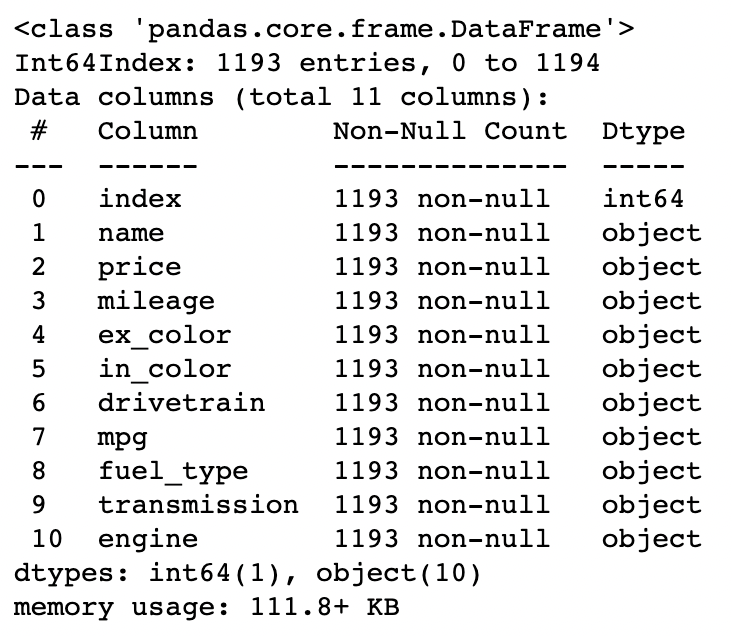 <class 'pandas.core.frame.DataFrame'>
Int64Index: 1193 entries, 0 to 1194
Data columns (total 11 columns):
 #   Column        Non-Null Count  Dtype
---  ------        --------------  -----
 0   index         1193 non-null   int64
 1   name          1193 non-null   object
 2   price         1193 non-null   object
 3   mileage       1193 non-null   object
 4   ex_color      1193 non-null   object
 5   in_color      1193 non-null   object
 6   drivetrain    1193 non-null   object
 7   mpg           1193 non-null   object
 8   fuel_type     1193 non-null   object
 9   transmission  1193 non-null   object
 10  engine        1193 non-null   object
dtypes: int64(1), object(10)
memory usage: 111.8+ KB